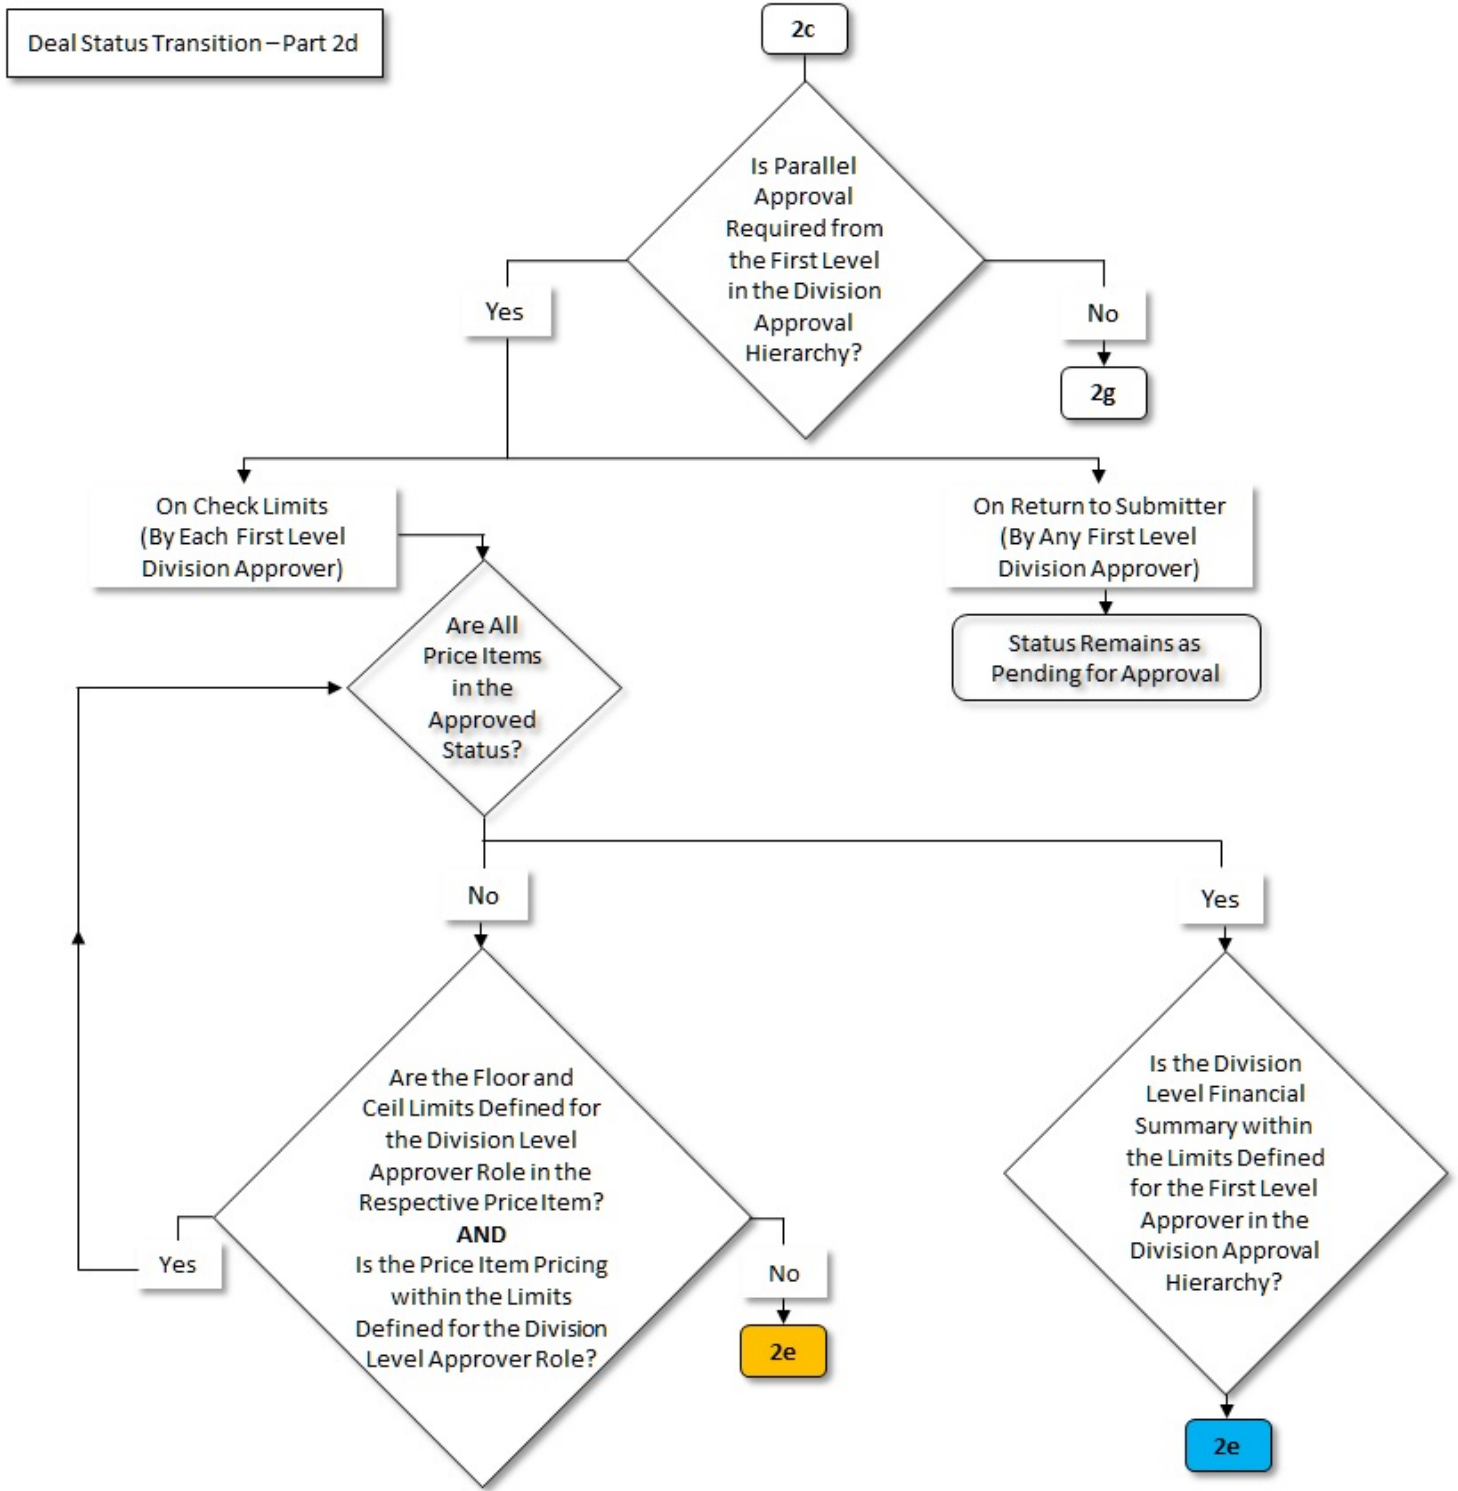 Deal Status Transition – Part 2d
2c
Is Parallel
Approval
Required from
the First Level
in the Division
Approval
Hierarchy?
Yes
No
2g
On Check Limits
(By Each First Level
Division Approver)
On Return to Submitter
(By Any First Level
Division Approver)
Status Remains as
Pending for Approval
Are All
Price Items
in the
Approved
Status?
No
Yes
Are the Floor and
Ceil Limits Defined for
the Division Level
Approver Role in the
Respective Price Item?
AND
Is the Price Item Pricing
within the Limits
Defined for the Division
Level Approver Role?
Yes
No
2e
Is the Division
Level Financial
Summary within
the Limits Defined
for the First Level
Approver in the
Division Approval
Hierarchy?
2e